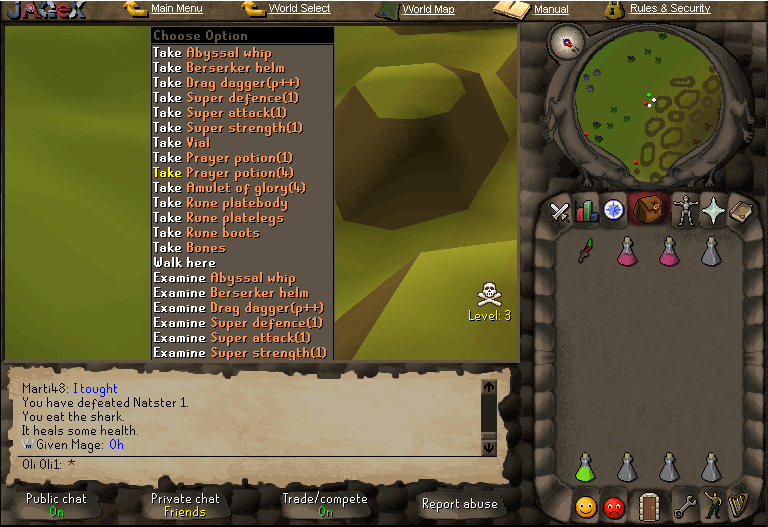 JAGeX Main Menu World Select World Map Manual Rules & Security
Choose Option
Take Abyssal whip
Take Berserker helm
Take Drag dagger(p++)
Take Super defence(1)
Take Super attack(1)
Take Super strength(1)
Take Vial
Take Prayer potion(1)
Take Prayer potion(4)
Take Amulet of glory(4)
Take Rune platebody
Take Rune platelegs
Take Rune boots
Take Bones
Walk here
Examine Abyssal whip
Examine Berserker helm
Examine Drag dagger(p++)
Examine Super defence(1)
Examine Super attack(1)
Examine Super strength(1)
Level: 3
Marti48: I tought
You have defeated Natster 1.
You eat the shark.
It heals some health.
Given Mage: Oh
Oli Oli1: *
Public chat Private chat Trade/compete Report abuse
On Friends On